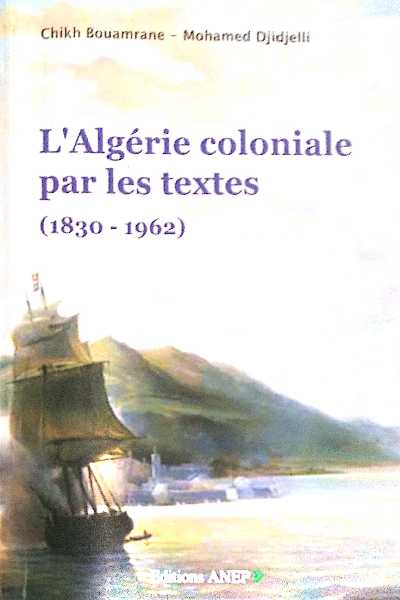 Chikh Bouamrane - Mohamed Djidjelli
L'Algérie coloniale
par les textes
(1830 - 1962)
Editions ANEP